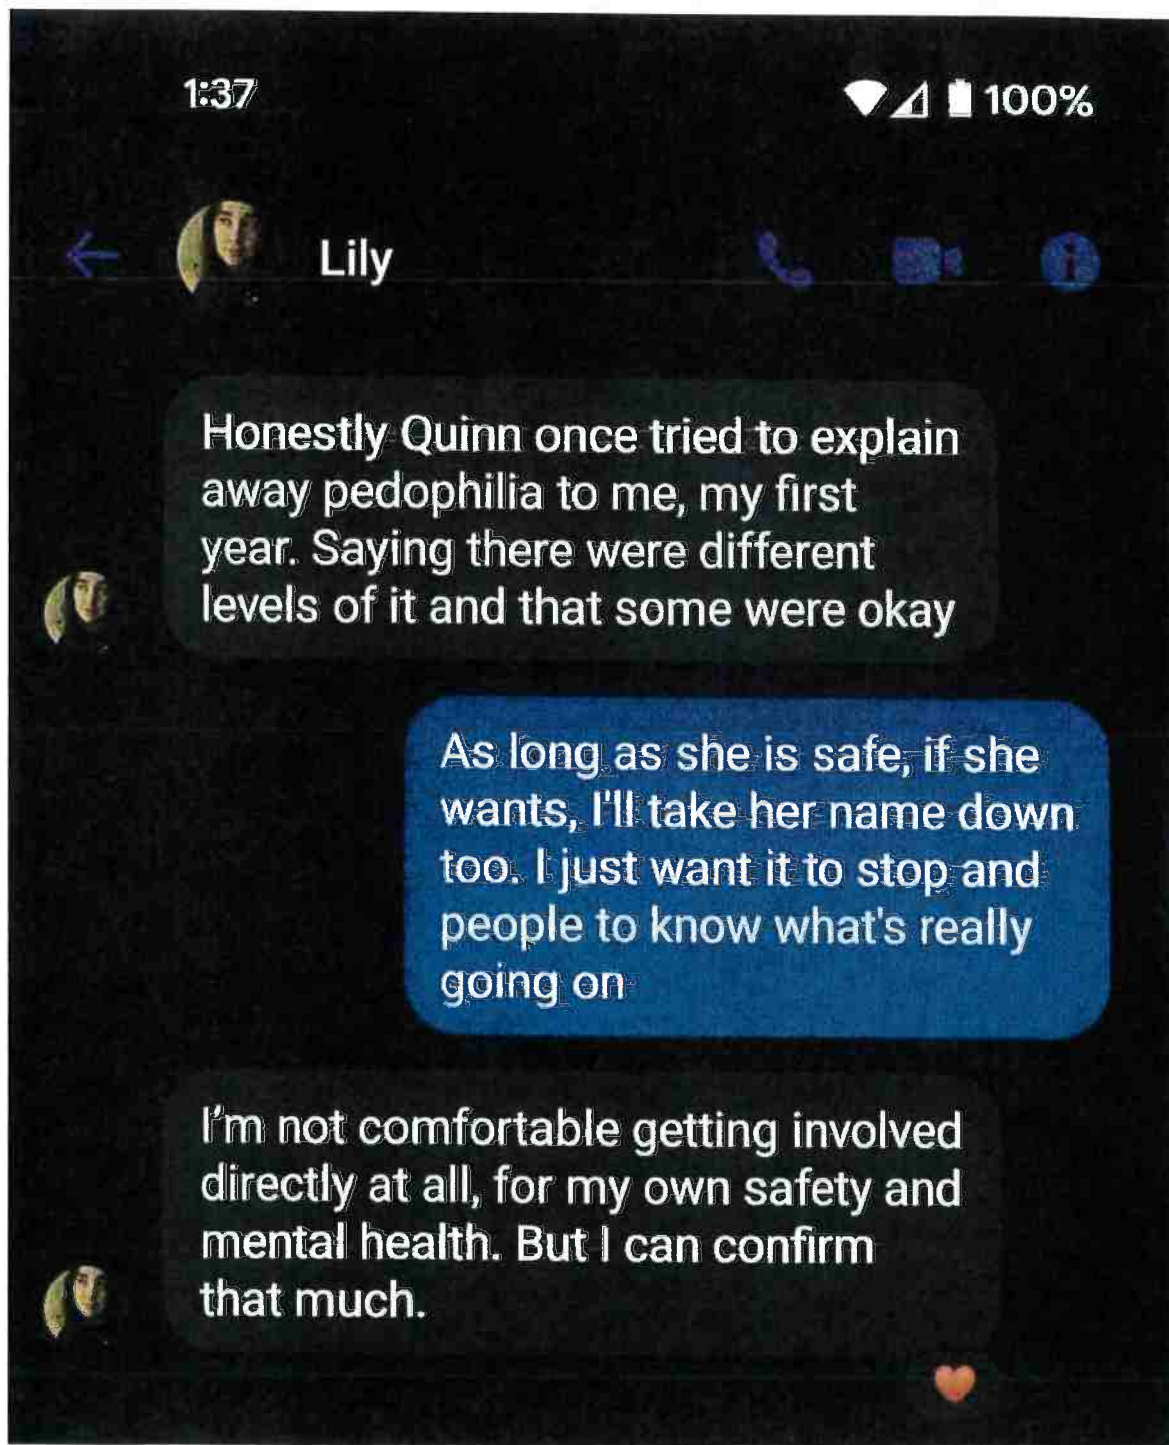 1:37
100%
Lily
Honestly Quinn once tried to explain
away pedophilia to me, my first
year. Saying there were different
levels of it and that some were okay
As long as she is safe, if she
wants, I'll take her name down
too. I just want it to stop and
people to know what's really
going on
I'm not comfortable getting involved
directly at all, for my own safety and
mental health. But I can confirm
that much.